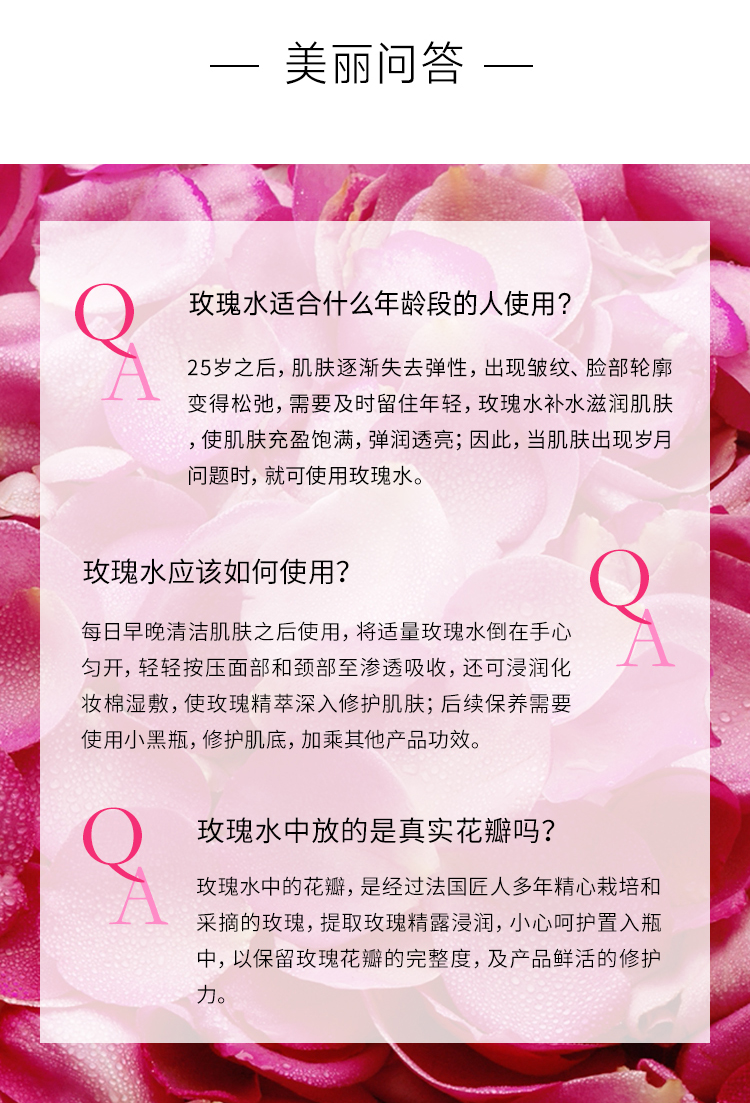 — 美丽问答 —
Q
A
玫瑰水适合什么年龄段的人使用?
25岁之后,肌肤逐渐失去弹性,出现皱纹、脸部轮廓
变得松弛,需要及时留住年轻,玫瑰水补水滋润肌肤
,使肌肤充盈饱满,弹润透亮;因此,当肌肤出现岁月
问题时,就可使用玫瑰水。
玫瑰水应该如何使用?
Q
A
每日早晚清洁肌肤之后使用,将适量玫瑰水倒在手心
匀开,轻轻按压面部和颈部至渗透吸收,还可浸润化
妆棉湿敷,使玫瑰精萃深入修护肌肤;后续保养需要
使用小黑瓶,修护肌底,加乘其他产品功效。
Q
A
玫瑰水中放的是真实花瓣吗?
玫瑰水中的花瓣,是经过法国匠人多年精心栽培和
采摘的玫瑰,提取玫瑰精露浸润,小心呵护置入瓶
中,以保留玫瑰花瓣的完整度,及产品鲜活的修护
力。